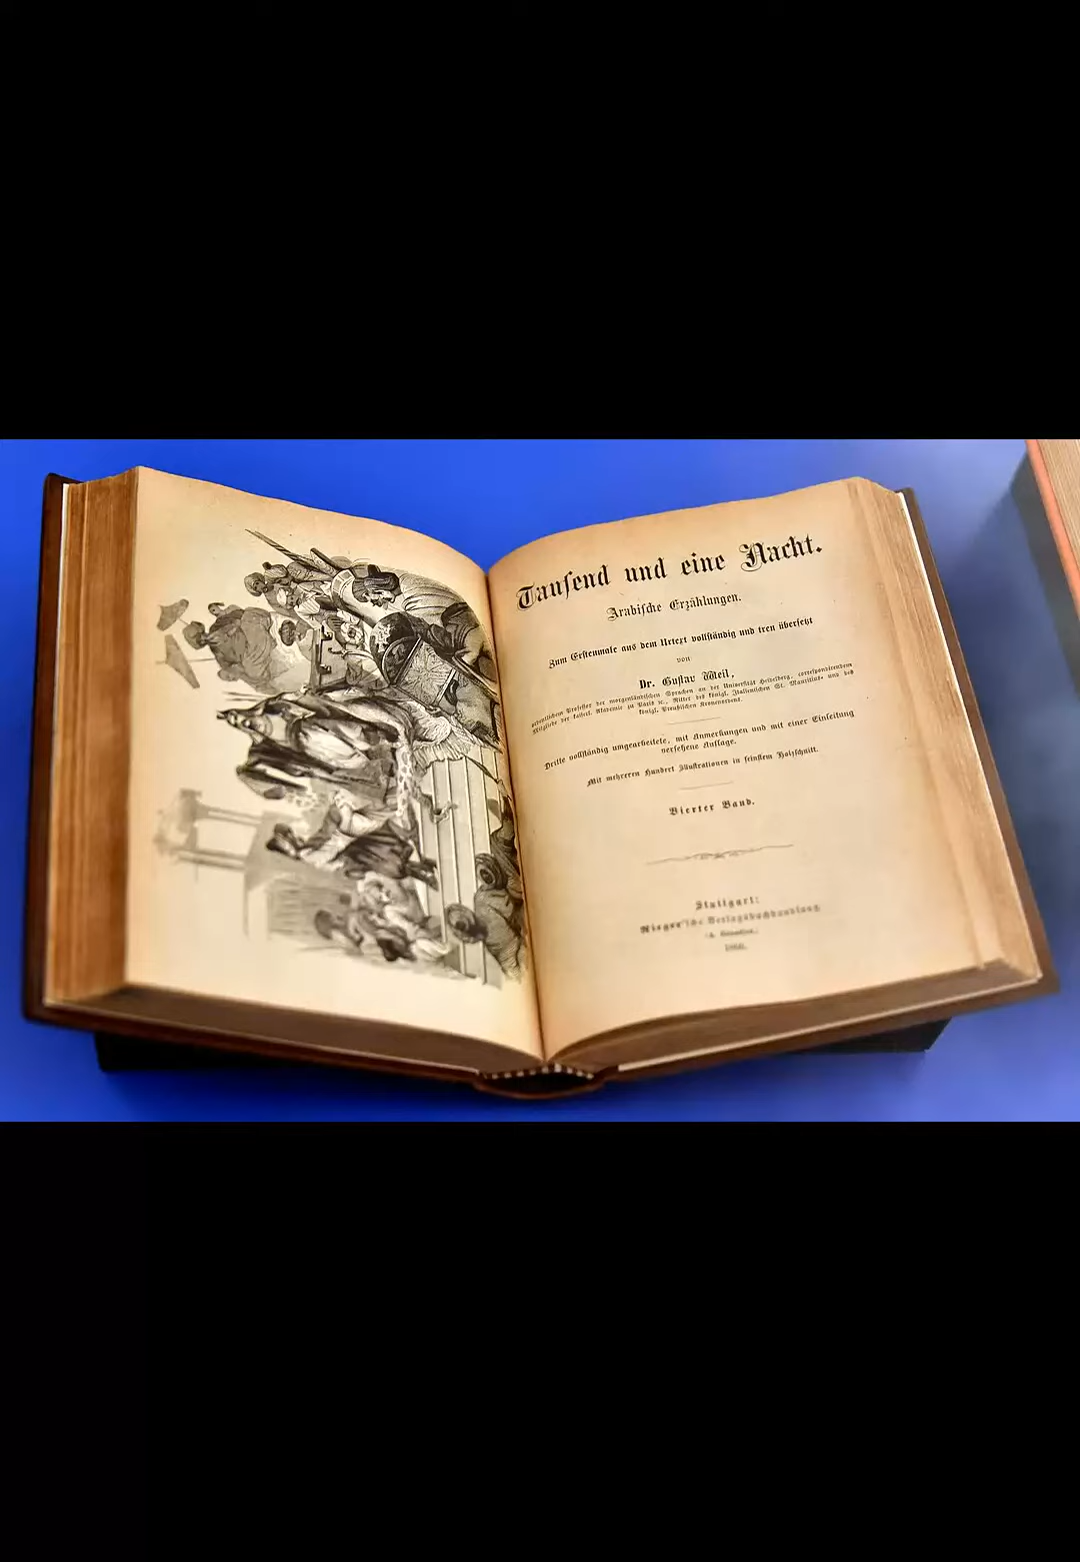 Tausend und eine Nacht.
Arabische Erzählungen.
Zum Erstenmale aus dem Urtext vollständig und treu übersetzt
von
Dr. Gustav Weil,
ordentlichem Professor der morgenländischen Sprachen an der Universität Heidelberg, correspondirendem
Mitgliede der kaiserl. Akademie zu Paris ꝛc., Ritter des königl. Italienischen St. Mauritius- und des
königl. Preußischen Kronenordens.
Dritte vollständig umgearbeitete, mit Anmerkungen und mit einer Einleitung
versehene Auflage.
Mit mehreren Hundert Illustrationen in feinstem Holzschnitt.
Vierter Band.
Stuttgart:
Rieger'sche Verlagsbuchhandlung